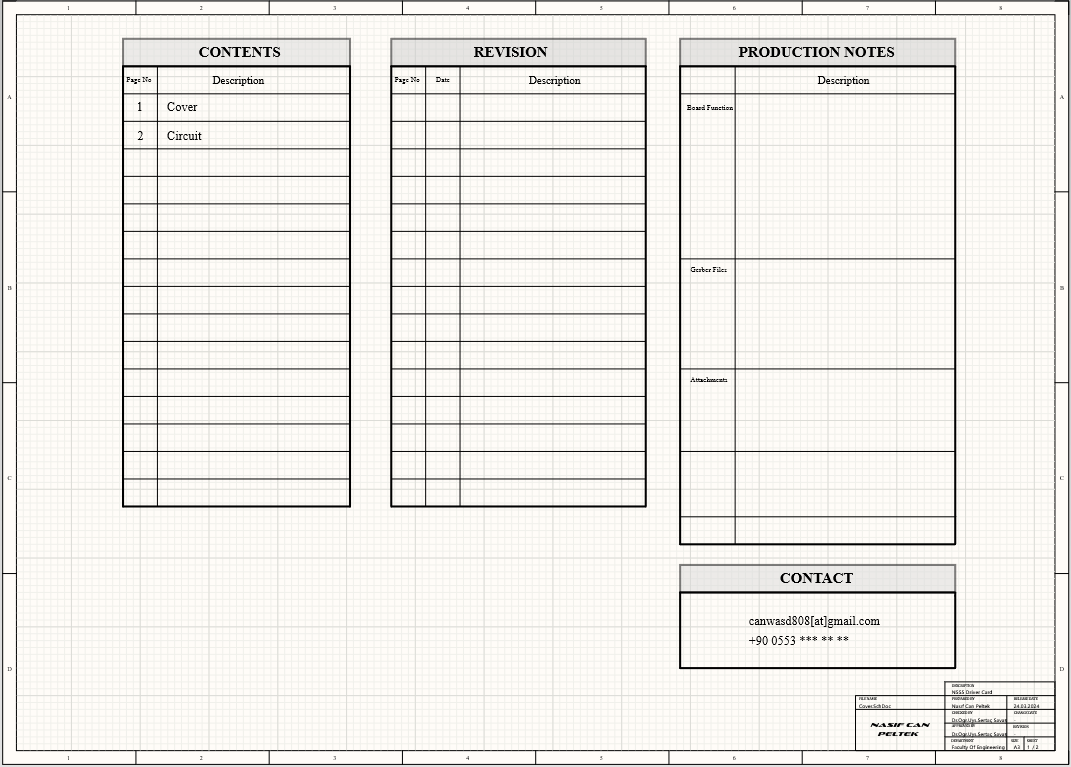 1 2 3 4 5 6 7 8
CONTENTS
Page No Description
1 Cover
2 Circuit
REVISION
Page No Date Description
PRODUCTION NOTES
Description
Board Function
Gerber Files
Attachments
CONTACT
canwasd808[at]gmail.com
+90 0553 *** ** **
A
B
C
D
A
B
C
D
DESCRIPTION
N555 Driver Card
FILE NAME
Cover.SchDoc
PREPARED BY
Nasif Can Peltek
RELEASE DATE
24.03.2024
CHECKED BY
Dr.Ogr.Uys.Sertac Savas
CHANGE DATE
-
APPROVED BY
Dr.Ogr.Uys.Sertac Savas
REVISION
-
NASIF CAN
PELTEK
DEPARTMENT
Faculty Of Engineering
SIZE
A3
SHEET
1 / 2
1 2 3 4 5 6 7 8